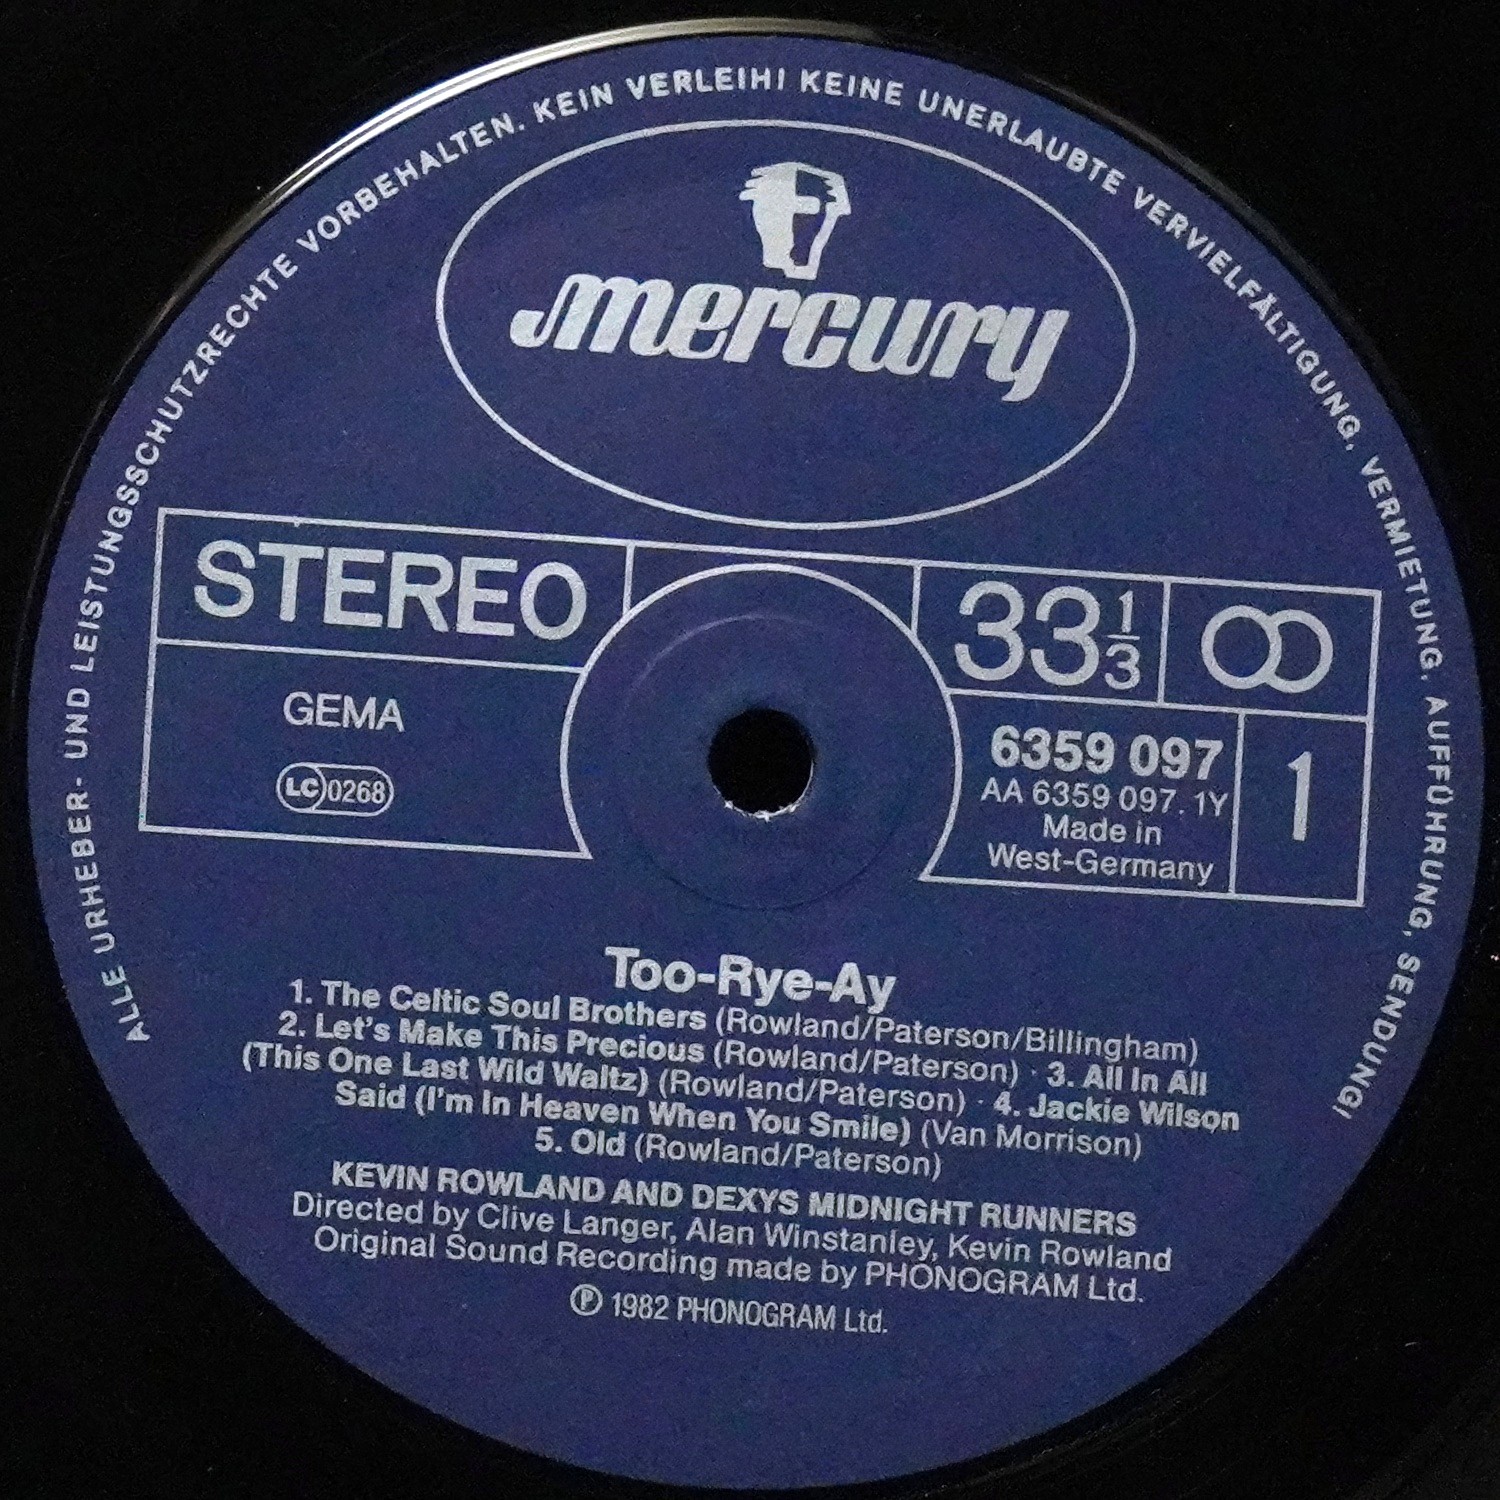 ALLE URHEBER- UND LEISTUNGSSCHUTZRECHTE VORBEHALTEN. KEIN VERLEIH! KEINE UNERLAUBTE VERVIELFÄLTIGUNG, VERMIETUNG, AUFFÜHRUNG, SENDUNG!
mercury
STEREO
33 1/3
GEMA
LC 0268
6359 097
AA 6359 097. 1Y
Made in
West-Germany
1
Too-Rye-Ay
1. The Celtic Soul Brothers (Rowland/Paterson/Billingham)
2. Let's Make This Precious (Rowland/Paterson) · 3. All In All
(This One Last Wild Waltz) (Rowland/Paterson) · 4. Jackie Wilson
Said (I'm In Heaven When You Smile) (Van Morrison)
5. Old (Rowland/Paterson)
KEVIN ROWLAND AND DEXYS MIDNIGHT RUNNERS
Directed by Clive Langer, Alan Winstanley, Kevin Rowland
Original Sound Recording made by PHONOGRAM Ltd.
℗ 1982 PHONOGRAM Ltd.